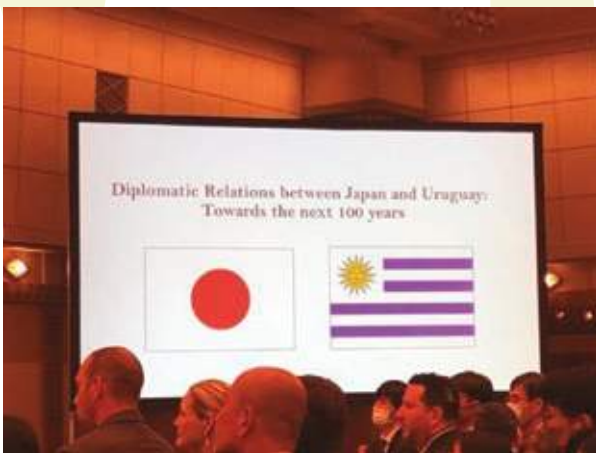 Diplomatic Relations between Japan and Uruguay:
Towards the next 100 years